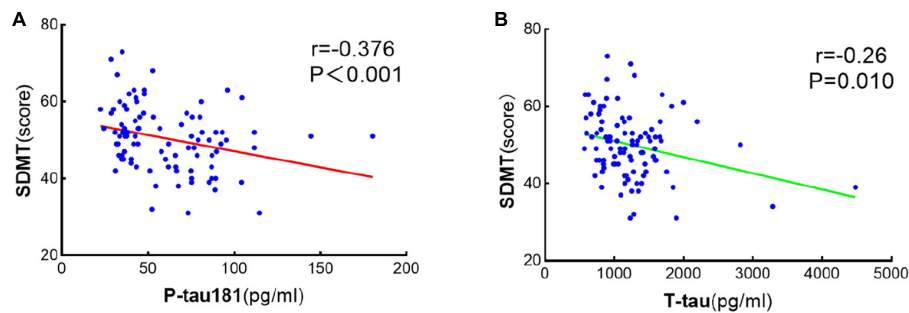 A
80
60
40
20
SDMT(score)
r=-0.376
P＜0.001
0 50 100 150 200
P-tau181(pg/ml)
B
80
60
40
20
SDMT(score）
r=-0.26
P=0.010
0 1000 2000 3000 4000 5000
T-tau(pg/ml)